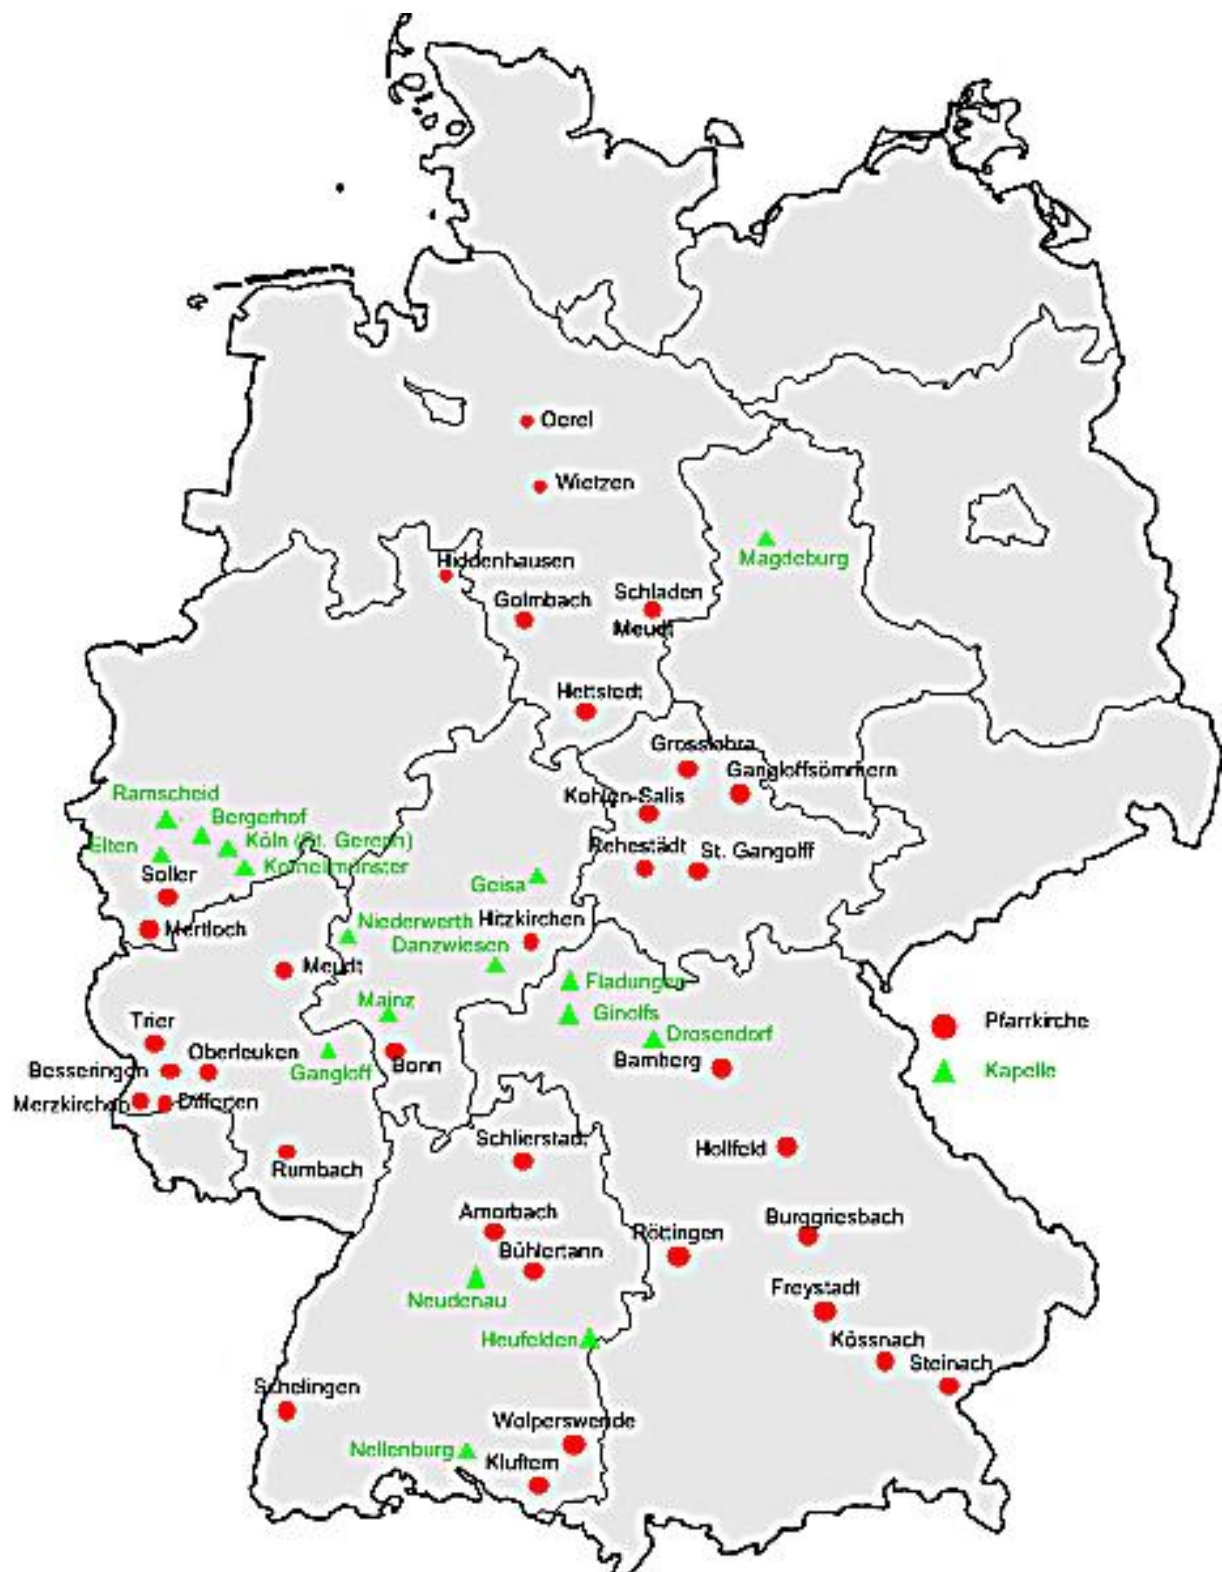 Oerel
Wietzen
Magdeburg
Hiddenhausen
Golmbach
Schladen
Meudt
Hettstedt
Grosslobra
Gangloffsömmern
Kohren-Salis
Rehestädt
St. Gangolff
Ramscheid
Bergerhof
Elten
Köln (St. Gereon)
Kornelimünster
Soller
Mertloch
Geisa
Niederwerth
Hitzkirchen
Danzwiesen
Meudt
Fladungen
Mainz
Ginolfs
Drosendorf
Pfarrkirche
Trier
Oberleuken
Gangloff
Bonn
Bamberg
Kapelle
Besseringen
Merzkirchen
Differten
Schlierstadt
Hollfeld
Rumbach
Amorbach
Burggriesbach
Bühlertann
Röttingen
Neudenau
Freystadt
Heufelden
Kössnach
Steinach
Schelingen
Wolperswende
Nellenburg
Kluftern